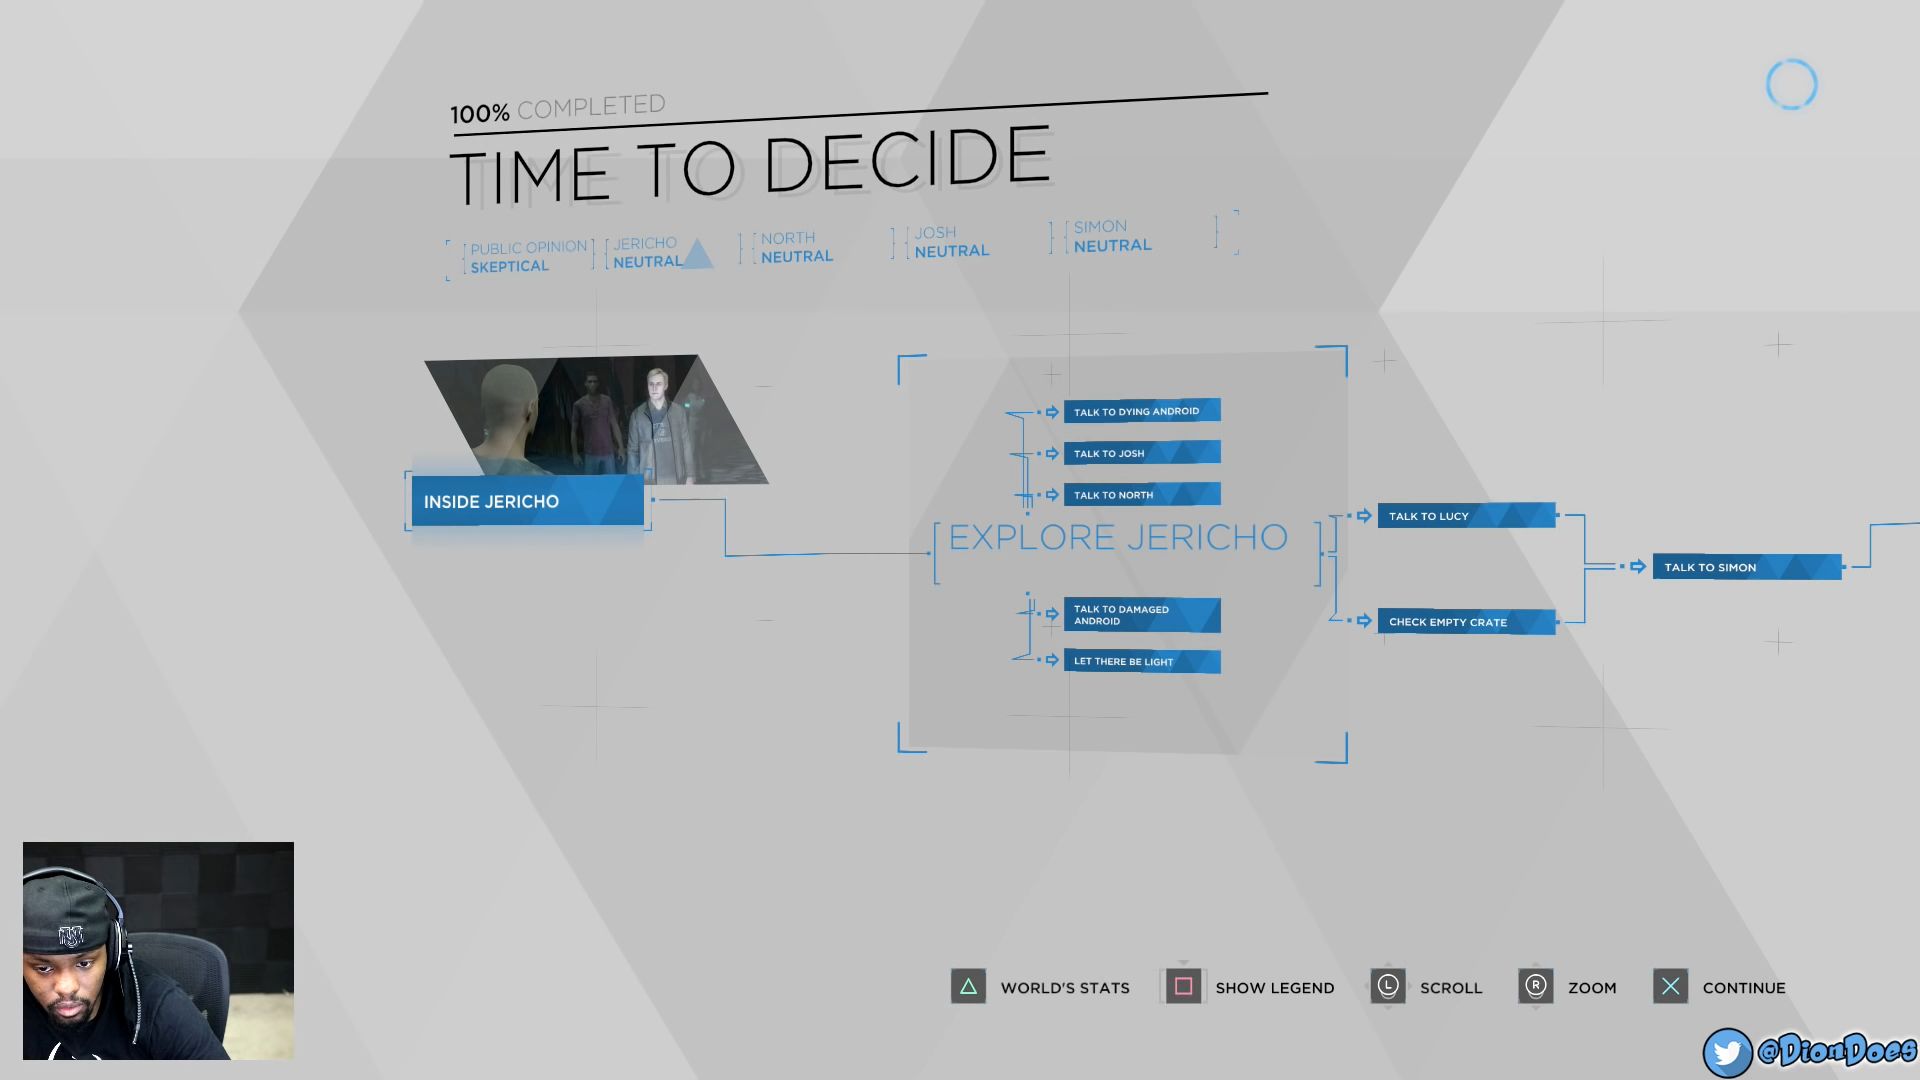 100% COMPLETED
TIME TO DECIDE
PUBLIC OPINION
SKEPTICAL
JERICHO
NEUTRAL
NORTH
NEUTRAL
JOSH
NEUTRAL
SIMON
NEUTRAL
INSIDE JERICHO
TALK TO DYING ANDROID
TALK TO JOSH
TALK TO NORTH
EXPLORE JERICHO
TALK TO DAMAGED
ANDROID
LET THERE BE LIGHT
TALK TO LUCY
CHECK EMPTY CRATE
TALK TO SIMON
WORLD'S STATS
SHOW LEGEND
L
SCROLL
R
ZOOM
CONTINUE
@DionDoes